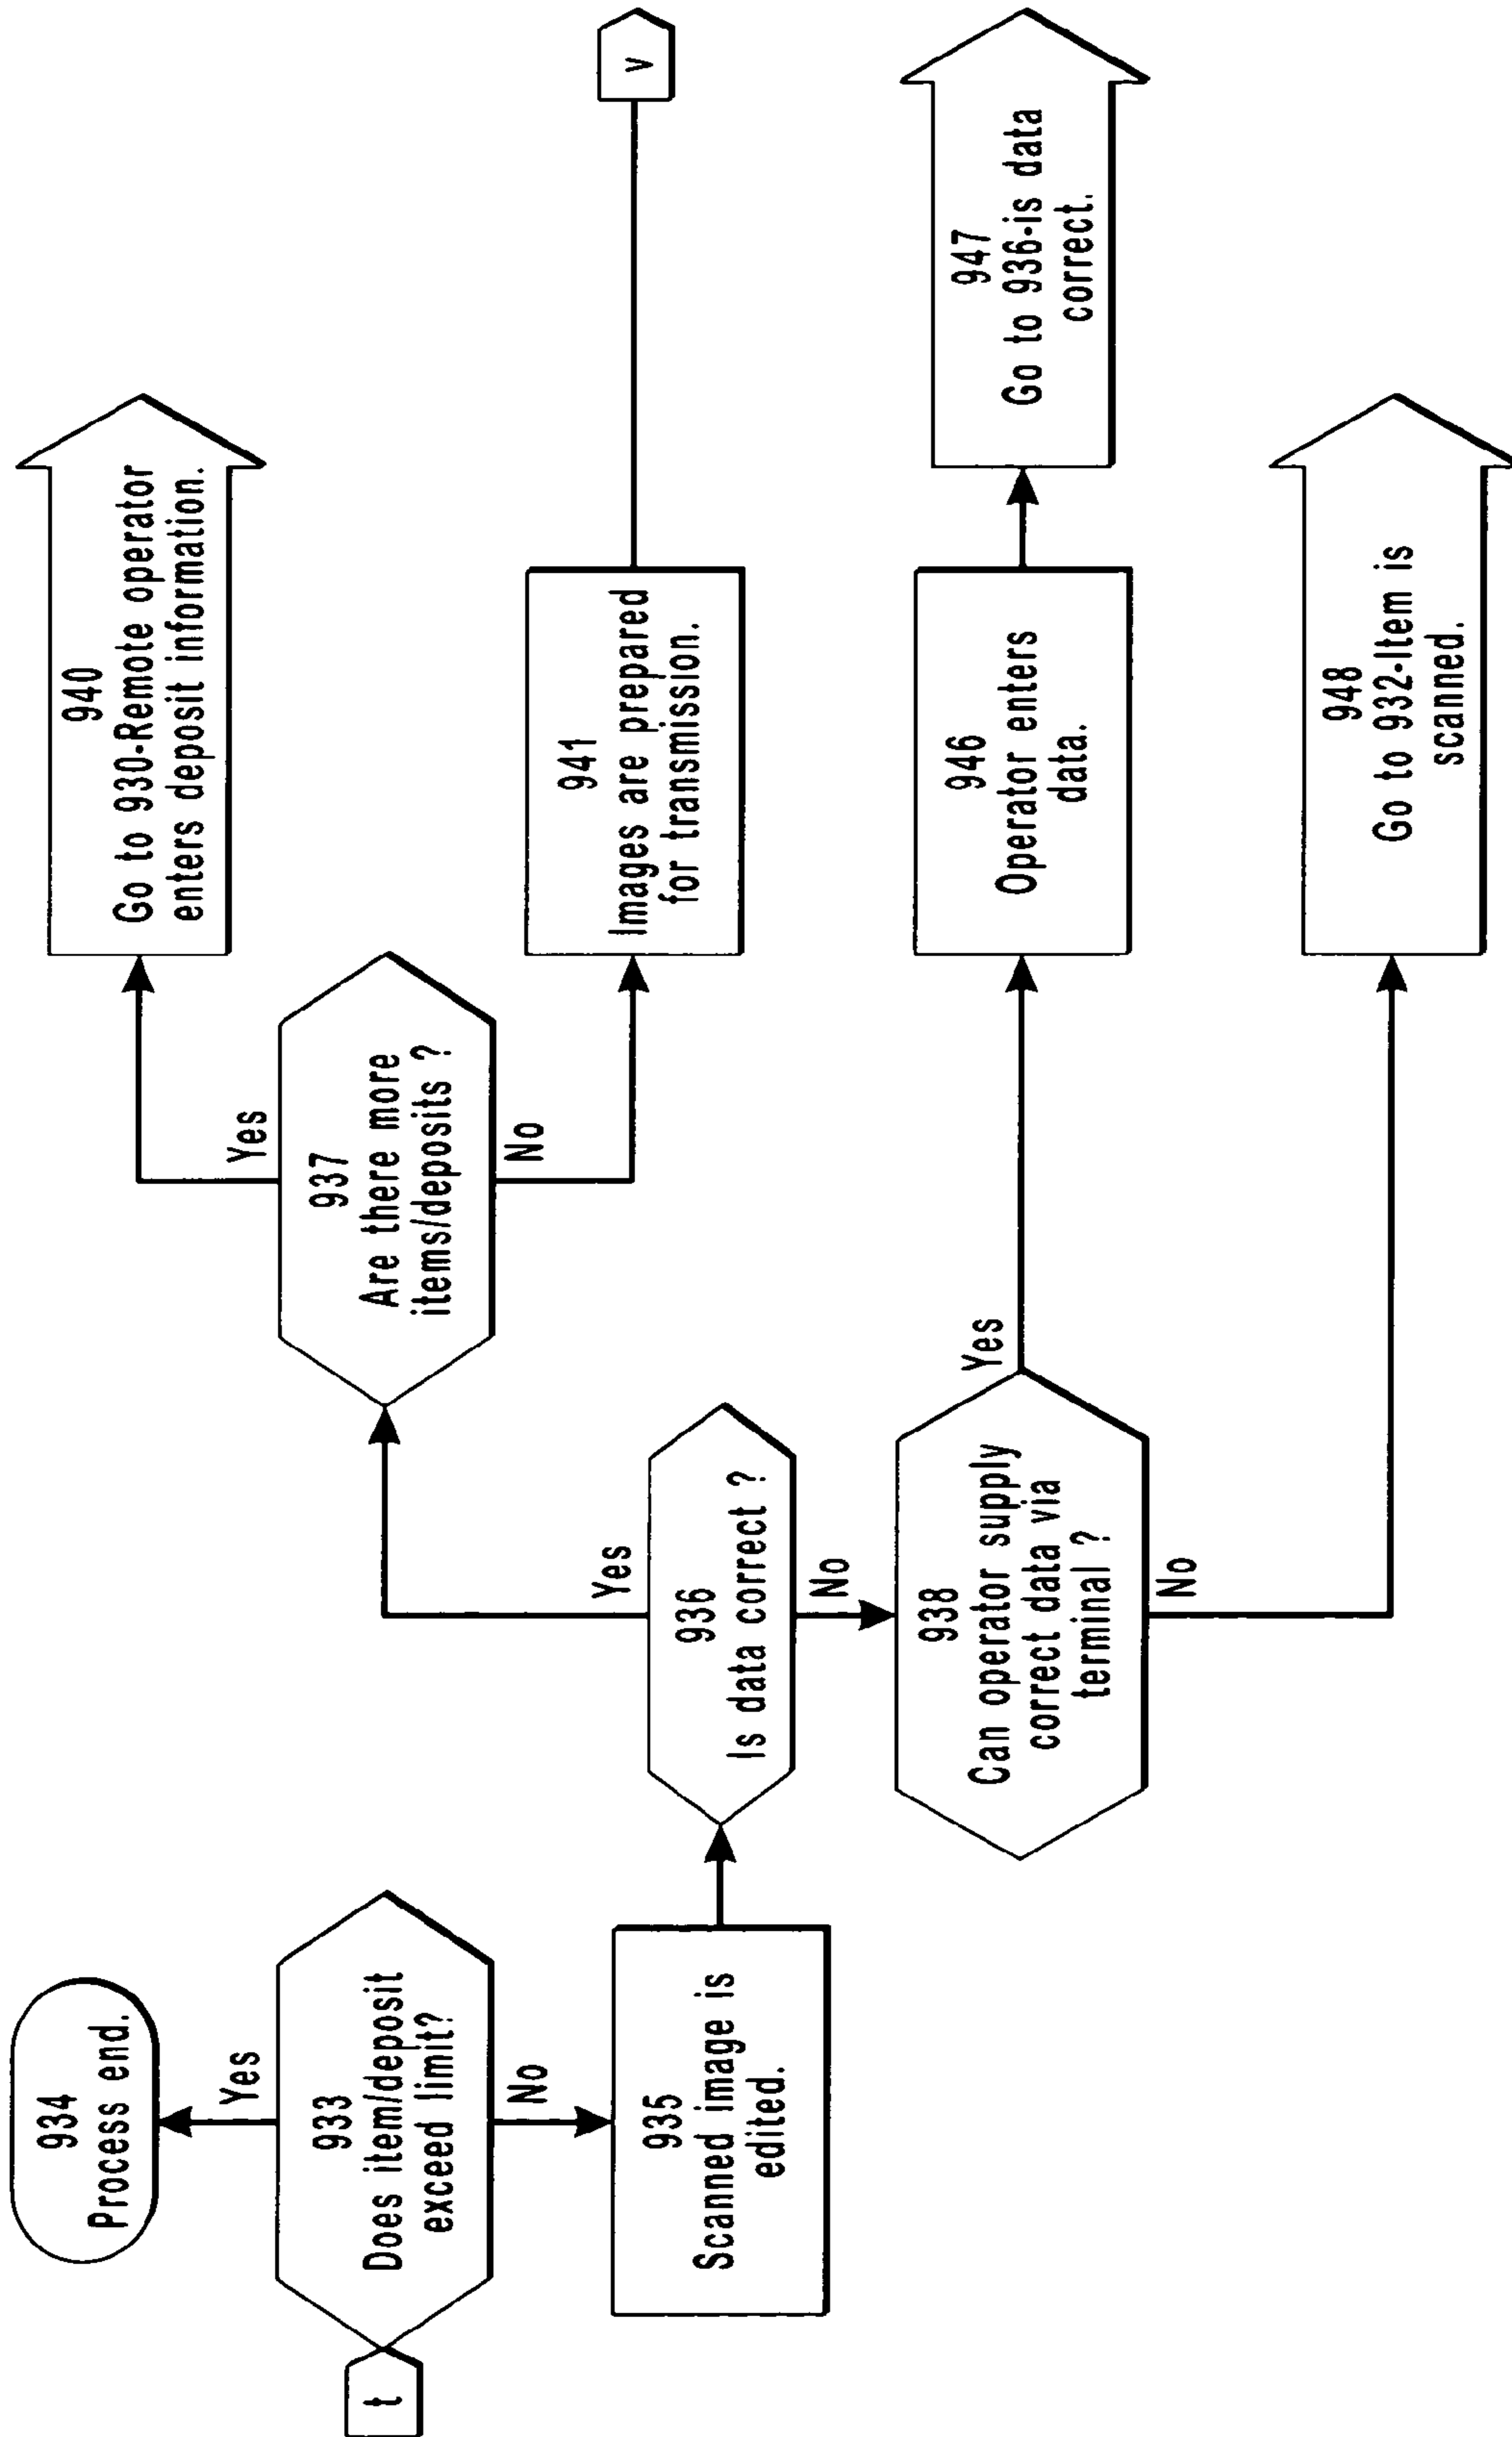 t
934
Process end.
Yes
933
Does item/deposit
exceed limit?
No
935
Scanned image is
edited.
Yes
936
Is data correct ?
No
938
Can operator supply
correct data via
terminal ?
Yes
No
Yes
937
Are there more
items/deposits ?
No
940
Go to 930-Remote operator
enters deposit information.
941
Images are prepared
for transmission.
v
946
Operator enters
data.
947
Go to 936-is data
correct.
948
Go to 932-Item is
scanned.